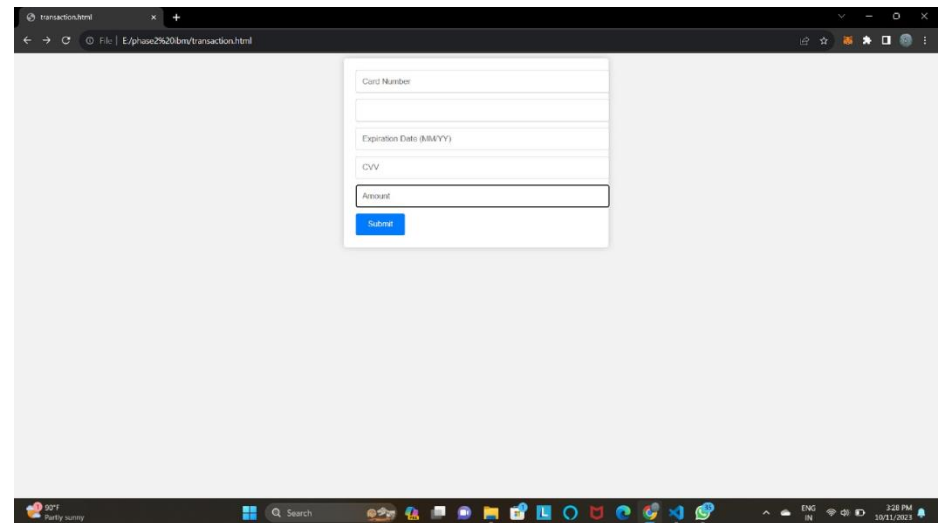 transaction.html
File | E:/phase2%20ibm/transaction.html
Card Number
Expiration Date (MM/YY)
CVV
Amount
Submit
90°F
Partly sunny
Search
ENG
IN
3:28 PM
10/11/2023